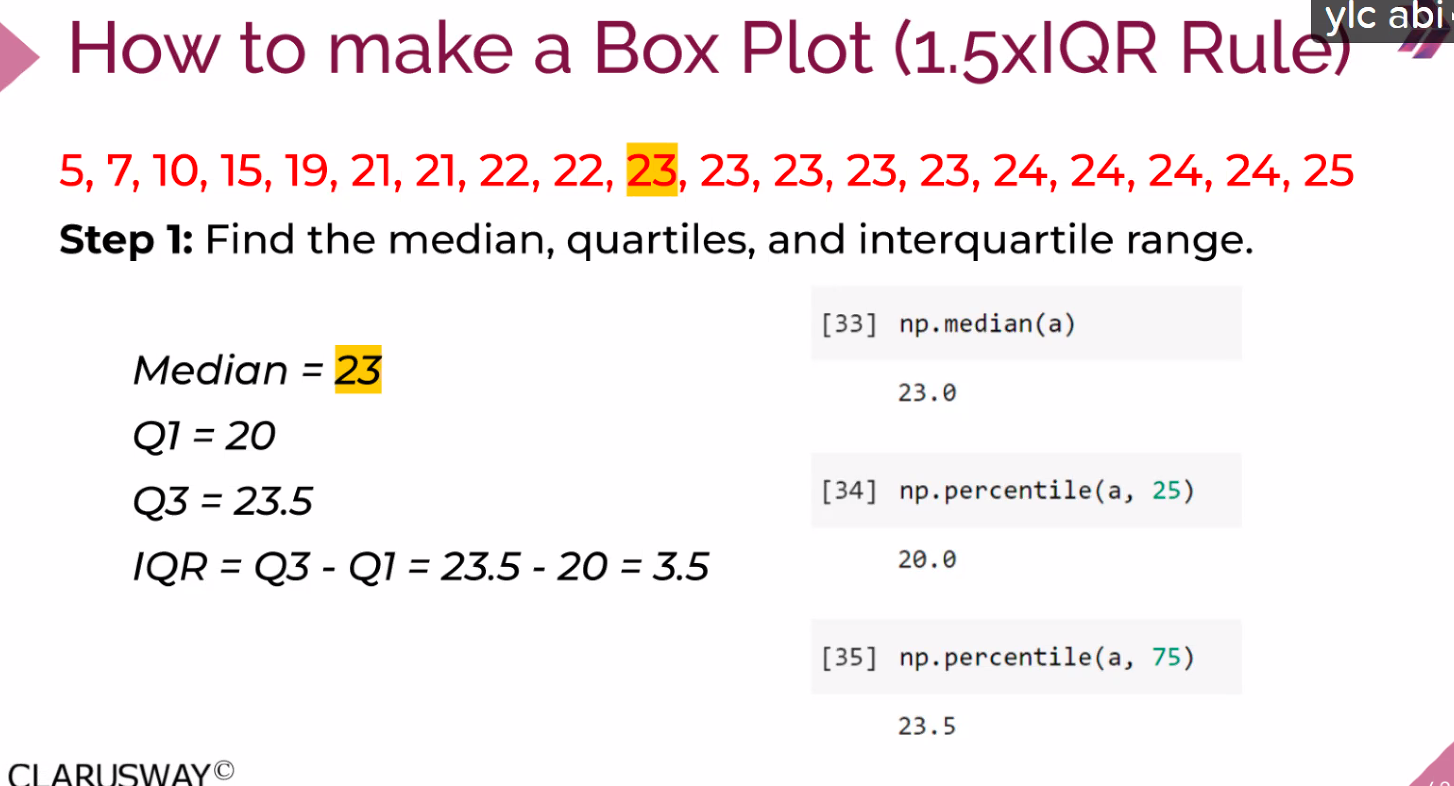 How to make a Box Plot (1.5xIQR Rule)
ylc abi
5, 7, 10, 15, 19, 21, 21, 22, 22, 23, 23, 23, 23, 23, 24, 24, 24, 24, 25
Step 1: Find the median, quartiles, and interquartile range.
Median = 23
Q1 = 20
Q3 = 23.5
IQR = Q3 - Q1 = 23.5 - 20 = 3.5
[33] np.median(a)
23.0
[34] np.percentile(a, 25)
20.0
[35] np.percentile(a, 75)
23.5
CLARUSWAY©